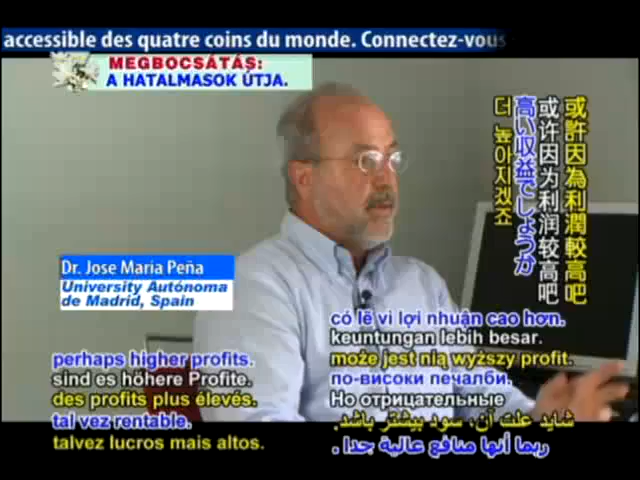 accessible des quatre coins du monde. Connectez-vous
MEGBOCSÁTÁS:
A HATALMASOK ÚTJA.
或許因為利潤較高吧
或许因为利润较高吧
高い収益でしょうか
더 높아지겠죠
Dr. Jose Maria Peña
University Autónoma
de Madrid, Spain
perhaps higher profits.
sind es höhere Profite.
des profits plus élevés.
tal vez rentable.
talvez lucros mais altos.
có lẽ vì lợi nhuận cao hơn.
keuntungan lebih besar.
może jest nią wyższy profit.
по-високи печалби.
Но отрицательные
شاید علت آن، سود بیشتر باشد.
ربما أنها منافع عالية جدا .